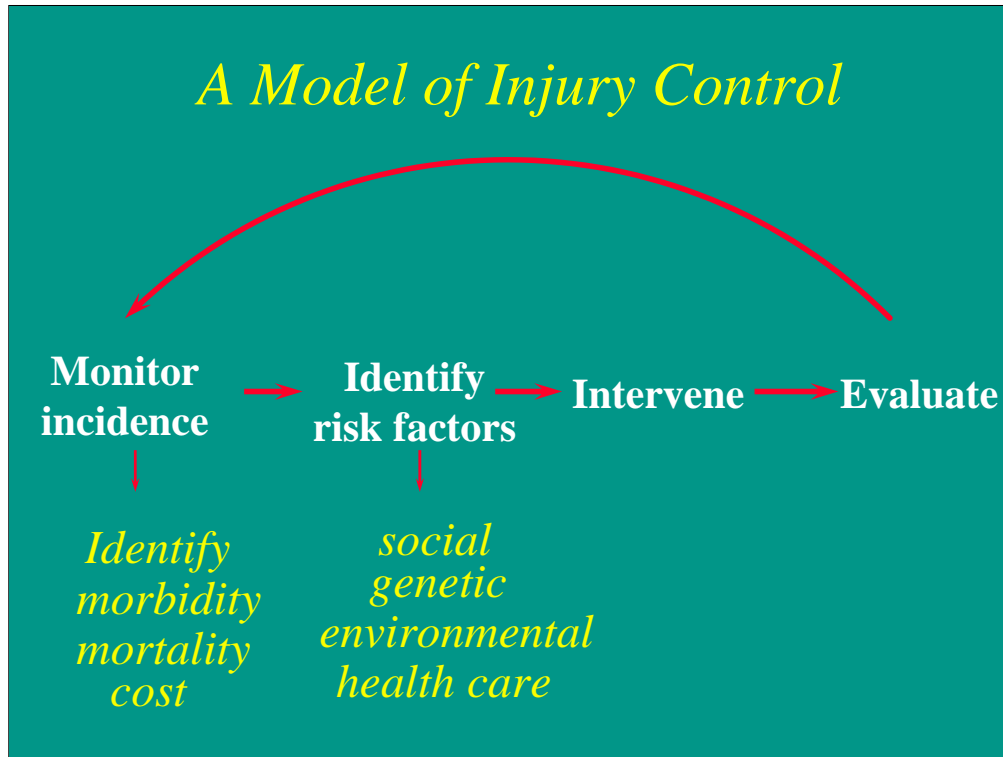 A Model of Injury Control
Monitor
incidence
Identify
risk factors
Intervene
Evaluate
Identify
morbidity
mortality
cost
social
genetic
environmental
health care